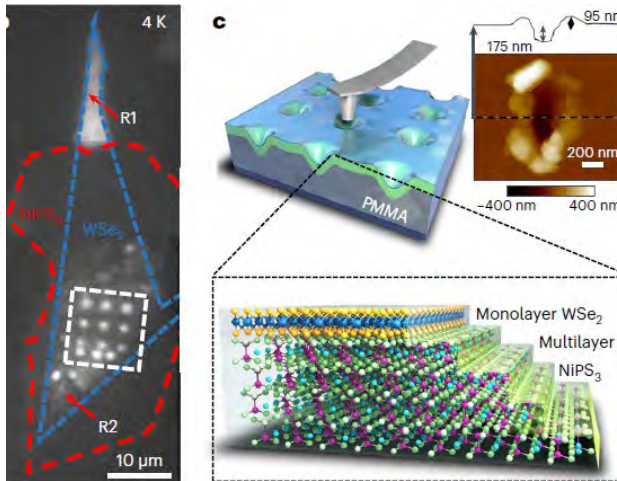 4 K
R1
NiPS3
WSe2
R2
10 µm
c
95 nm
175 nm
200 nm
−400 nm
400 nm
PMMA
Monolayer WSe2
Multilayer
NiPS3